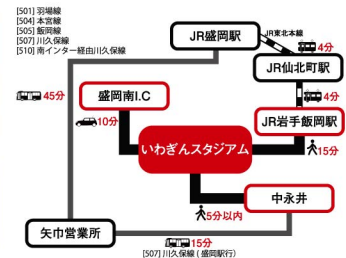 [501] 羽場線
[504] 本宮線
[505] 飯岡線
[507] 川久保線
[510] 南インター経由川久保線
JR盛岡駅
JR東北本線
4分
JR仙北町駅
45分
盛岡南I.C
4分
10分
JR岩手飯岡駅
いわぎんスタジアム
15分
5分以内
中永井
矢巾営業所
15分
[507] 川久保線 ( 盛岡駅行)